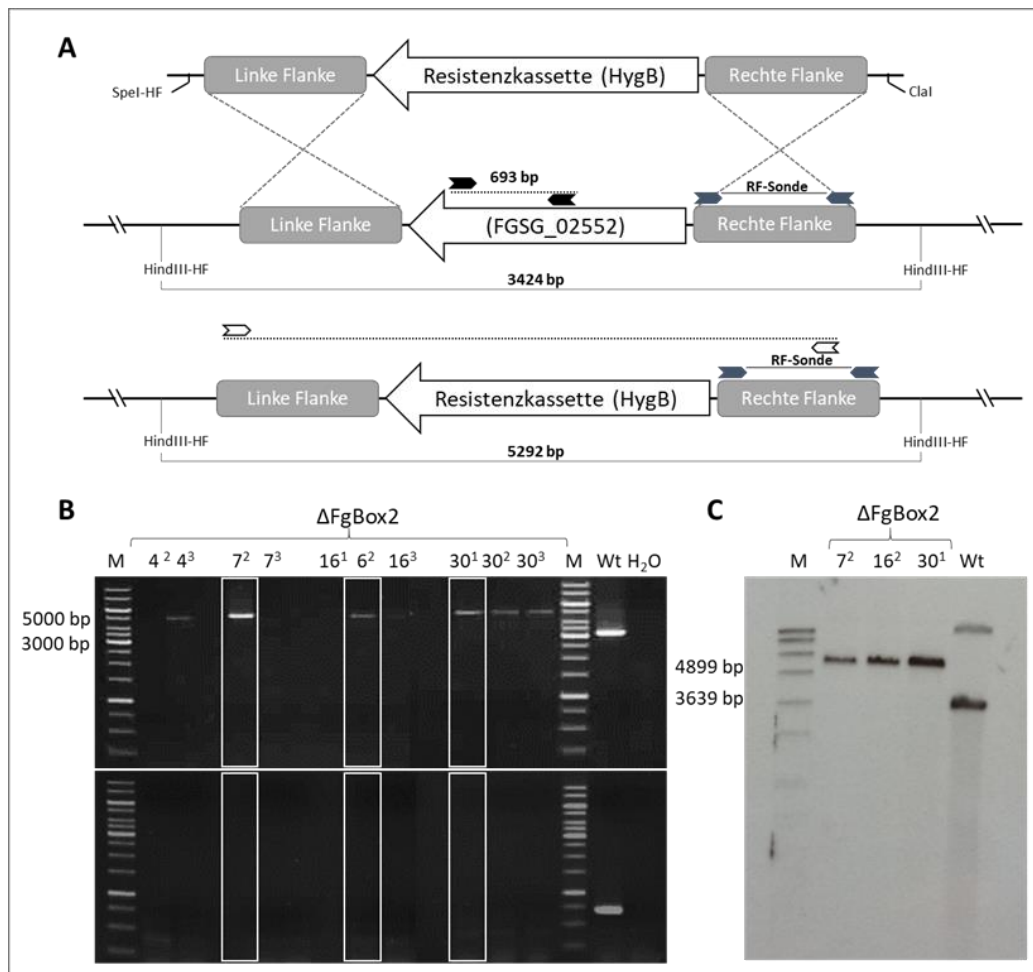 A
Linke Flanke
Resistenzkassette (HygB)
Rechte Flanke
SpeI-HF
ClaI
693 bp
RF-Sonde
Linke Flanke
(FGSG_02552)
Rechte Flanke
HindIII-HF
HindIII-HF
3424 bp
RF-Sonde
Linke Flanke
Resistenzkassette (HygB)
Rechte Flanke
HindIII-HF
HindIII-HF
5292 bp
B
ΔFgBox2
M 4² 4³ 7² 7³ 16¹ 6² 16³ 30¹ 30² 30³ M Wt H₂O
5000 bp
3000 bp
C
ΔFgBox2
M 7² 16² 30¹ Wt
4899 bp
3639 bp